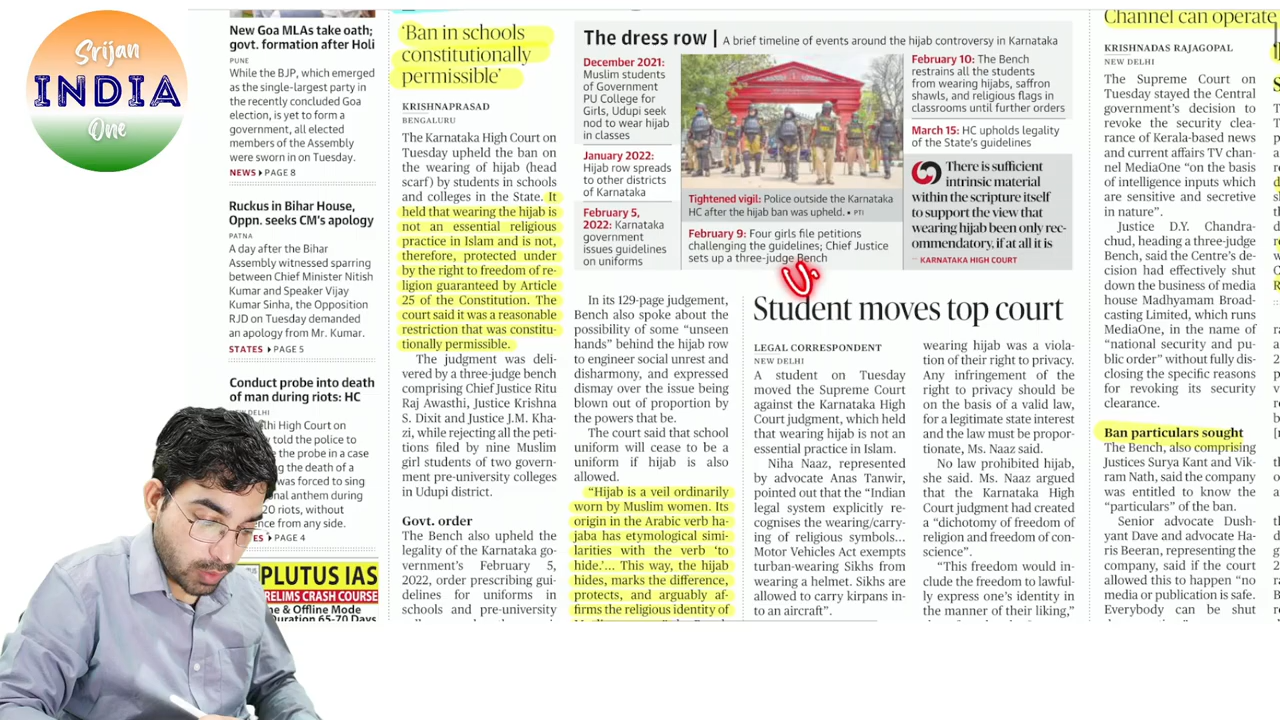 Srijan
INDIA
One
New Goa MLAs take oath;
govt. formation after Holi
PUNE
While the BJP, which emerged
as the single-largest party in
the recently concluded Goa
election, is yet to form a
government, all elected
members of the Assembly
were sworn in on Tuesday.
NEWS PAGE 8
Ruckus in Bihar House,
Oppn. seeks CM's apology
PATNA
A day after the Bihar
Assembly witnessed sparring
between Chief Minister Nitish
Kumar and Speaker Vijay
Kumar Sinha, the Opposition
RJD on Tuesday demanded
an apology from Mr. Kumar.
STATES PAGE 5
Conduct probe into death
of man during riots: HC
DELHI
High Court on
told the police to
the probe in a case
the death of a
was forced to sing
anthem during
20 riots, without
from any side.
PAGE 4
PLUTUS IAS
PRELIMS CRASH COURSE
& Offline Mode
Duration 65-70 Days
'Ban in schools
constitutionally
permissible'
KRISHNAPRASAD
BENGALURU
The Karnataka High Court on
Tuesday upheld the ban on
the wearing of hijab (head
scarf) by students in schools
and colleges in the State. It
held that wearing the hijab is
not an essential religious
practice in Islam and is not,
therefore, protected under
by the right to freedom of re-
ligion guaranteed by Article
25 of the Constitution. The
court said it was a reasonable
restriction that was constitu-
tionally permissible.
The judgment was deli-
vered by a three-judge bench
comprising Chief Justice Ritu
Raj Awasthi, Justice Krishna
S. Dixit and Justice J.M. Kha-
zi, while rejecting all the peti-
tions filed by nine Muslim
girl students of two govern-
ment pre-university colleges
in Udupi district.
Govt. order
The Bench also upheld the
legality of the Karnataka go-
vernment's February 5,
2022, order prescribing gui-
delines for uniforms in
schools and pre-university
The dress row | A brief timeline of events around the hijab controversy in Karnataka
December 2021:
Muslim students
of Government
PU College for
Girls, Udupi seek
nod to wear hijab
in classes
January 2022:
Hijab row spreads
to other districts
of Karnataka
February 5,
2022: Karnataka
government
issues guidelines
on uniforms
Tightened vigil: Police outside the Karnataka
HC after the hijab ban was upheld. • PTI
February 9: Four girls file petitions
challenging the guidelines; Chief Justice
sets up a three-judge Bench
February 10: The Bench
restrains all the students
from wearing hijabs, saffron
shawls, and religious flags in
classrooms until further orders
March 15: HC upholds legality
of the State's guidelines
There is sufficient
intrinsic material
within the scripture itself
to support the view that
wearing hijab been only rec-
ommendatory, if at all it is
KARNATAKA HIGH COURT
In its 129-page judgement,
Bench also spoke about the
possibility of some "unseen
hands" behind the hijab row
to engineer social unrest and
disharmony, and expressed
dismay over the issue being
blown out of proportion by
the powers that be.
The court said that school
uniform will cease to be a
uniform if hijab is also
allowed.
"Hijab is a veil ordinarily
worn by Muslim women. Its
origin in the Arabic verb ha-
jaba has etymological simi-
larities with the verb 'to
hide.'... This way, the hijab
hides, marks the difference,
protects, and arguably af-
firms the religious identity of
Student moves top court
LEGAL CORRESPONDENT
NEW DELHI
A student on Tuesday
moved the Supreme Court
against the Karnataka High
Court judgment, which held
that wearing hijab is not an
essential practice in Islam.
Niha Naaz, represented
by advocate Anas Tanwir,
pointed out that the "Indian
legal system explicitly re-
cognises the wearing/carry-
ing of religious symbols...
Motor Vehicles Act exempts
turban-wearing Sikhs from
wearing a helmet. Sikhs are
allowed to carry kirpans in-
to an aircraft".
wearing hijab was a viola-
tion of their right to privacy.
Any infringement of the
right to privacy should be
on the basis of a valid law,
for a legitimate state interest
and the law must be propor-
tionate, Ms. Naaz said.
No law prohibited hijab,
she said. Ms. Naaz argued
that the Karnataka High
Court judgment had created
a "dichotomy of freedom of
religion and freedom of con-
science".
"This freedom would in-
clude the freedom to lawful-
ly express one's identity in
the manner of their liking,"
Channel can operate
KRISHNADAS RAJAGOPAL
NEW DELHI
The Supreme Court on
Tuesday stayed the Central
government's decision to
revoke the security clea-
rance of Kerala-based news
and current affairs TV chan-
nel MediaOne "on the basis
of intelligence inputs which
are sensitive and secretive
in nature".
Justice D.Y. Chandra-
chud, heading a three-judge
Bench, said the Centre's de-
cision had effectively shut
down the business of media
house Madhyamam Broad-
casting Limited, which runs
MediaOne, in the name of
"national security and pu-
blic order" without fully dis-
closing the specific reasons
for revoking its security
clearance.
Ban particulars sought
The Bench, also comprising
Justices Surya Kant and Vik-
ram Nath, said the company
was entitled to know the
"particulars" of the ban.
Senior advocate Dush-
yant Dave and advocate Ha-
ris Beeran, representing the
company, said if the court
allowed this to happen "no
media or publication is safe.
Everybody can be shut